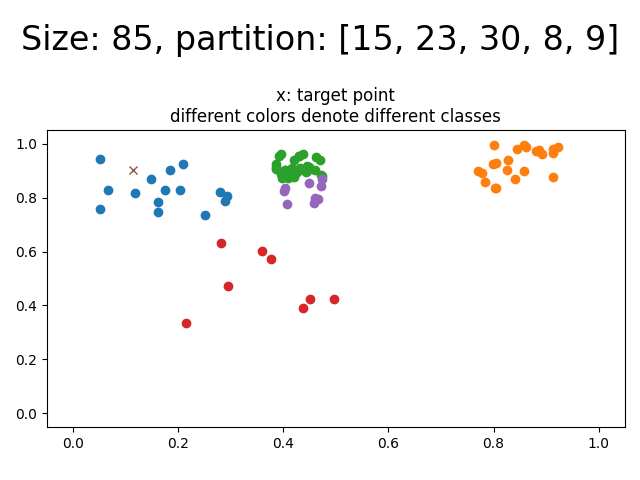 Size: 85, partition: [15, 23, 30, 8, 9]
x: target point
different colors denote different classes
1.0
0.8
0.6
0.4
0.2
0.0
0.0 0.2 0.4 0.6 0.8 1.0